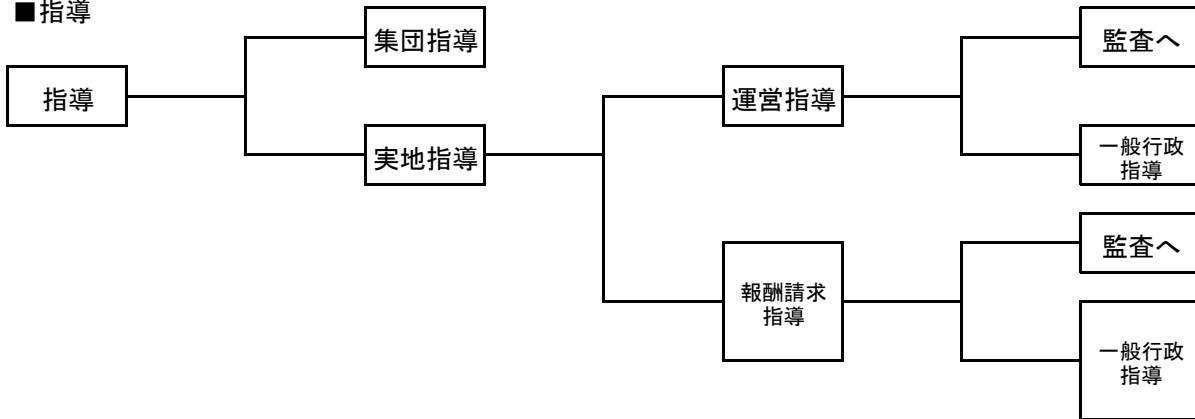 ■指導
指導
集団指導
実地指導
運営指導
報酬請求
指導
監査へ
一般行政
指導
監査へ
一般行政
指導